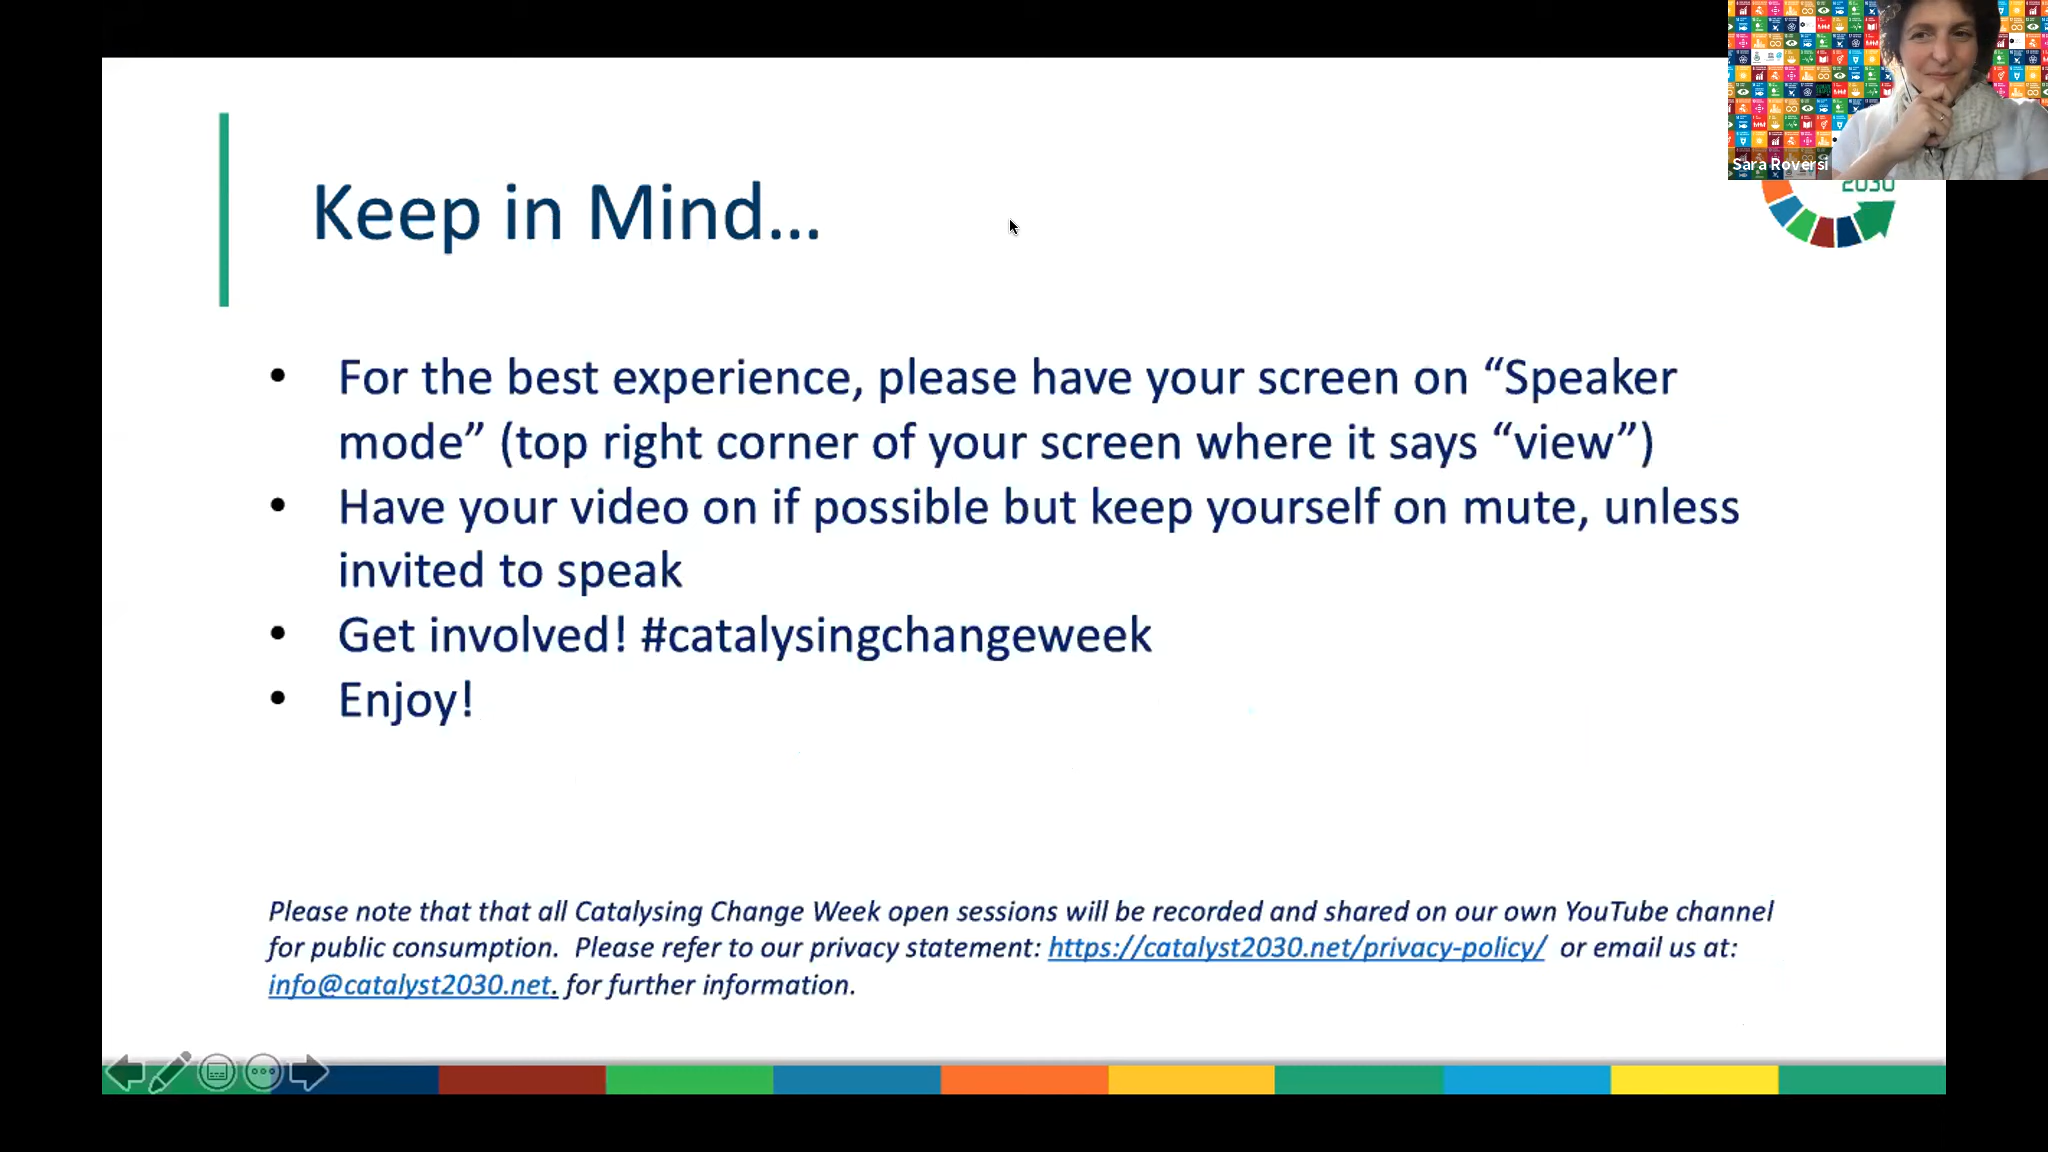 Sara Roversi
2030
Keep in Mind...
• For the best experience, please have your screen on “Speaker
mode” (top right corner of your screen where it says “view”)
• Have your video on if possible but keep yourself on mute, unless
invited to speak
• Get involved! #catalysingchangeweek
• Enjoy!
Please note that that all Catalysing Change Week open sessions will be recorded and shared on our own YouTube channel
for public consumption.  Please refer to our privacy statement: https://catalyst2030.net/privacy-policy/  or email us at:
info@catalyst2030.net. for further information.